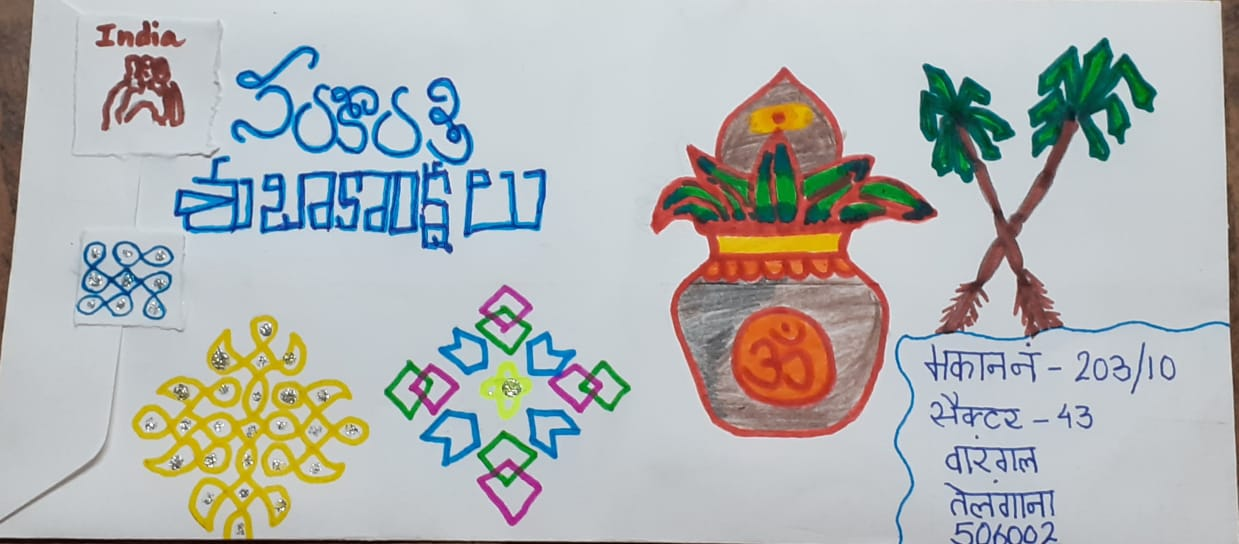 India
సంకాంత్రి
శుబాకాంక్షలు
ॐ
मकान नं - 203/10
सैक्टर - 43
वारंगल
तेलंगाना
506002